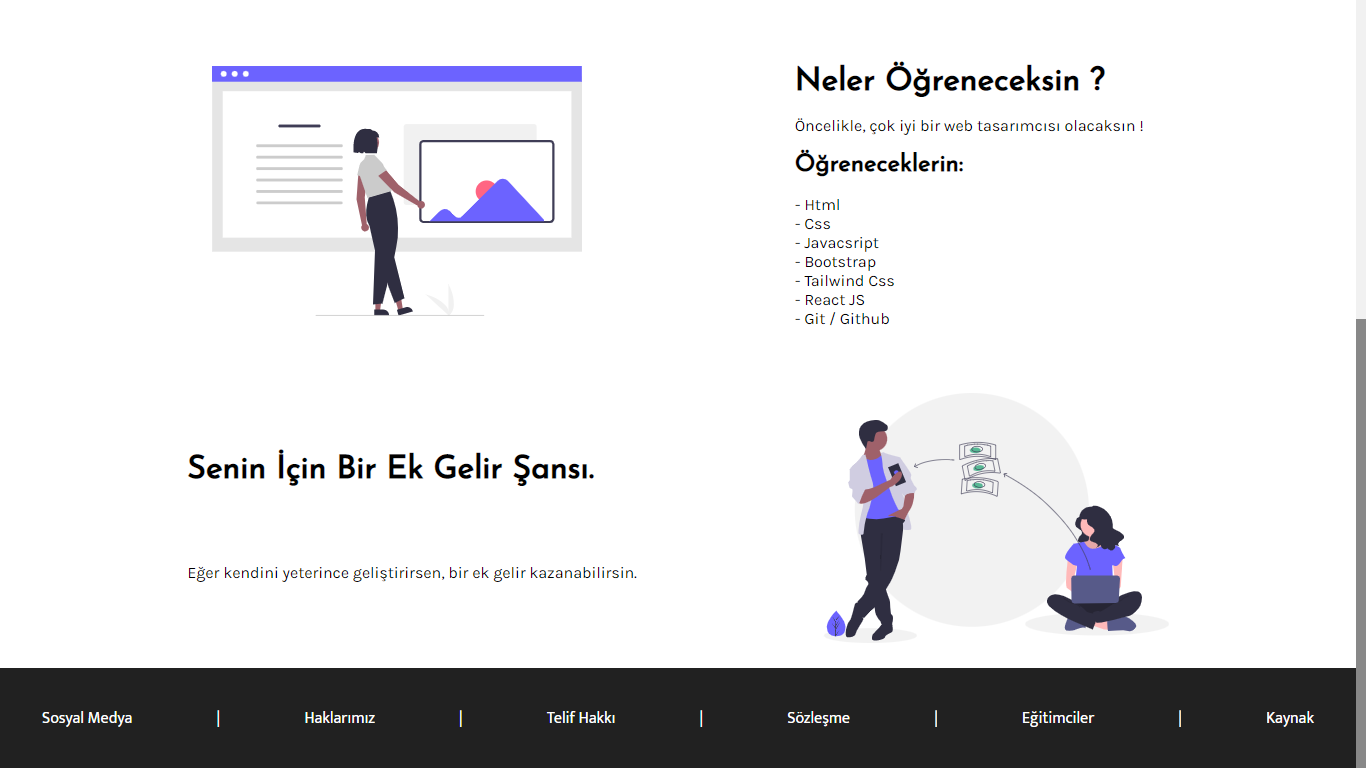 Neler Öğreneceksin ?
Öncelikle, çok iyi bir web tasarımcısı olacaksın !
Öğreneceklerin:
- Html
- Css
- Javacsript
- Bootstrap
- Tailwind Css
- React JS
- Git / Github
Senin İçin Bir Ek Gelir Şansı.
Eğer kendini yeterince geliştirirsen, bir ek gelir kazanabilirsin.
Sosyal Medya | Haklarımız | Telif Hakkı | Sözleşme | Eğitimciler | Kaynak